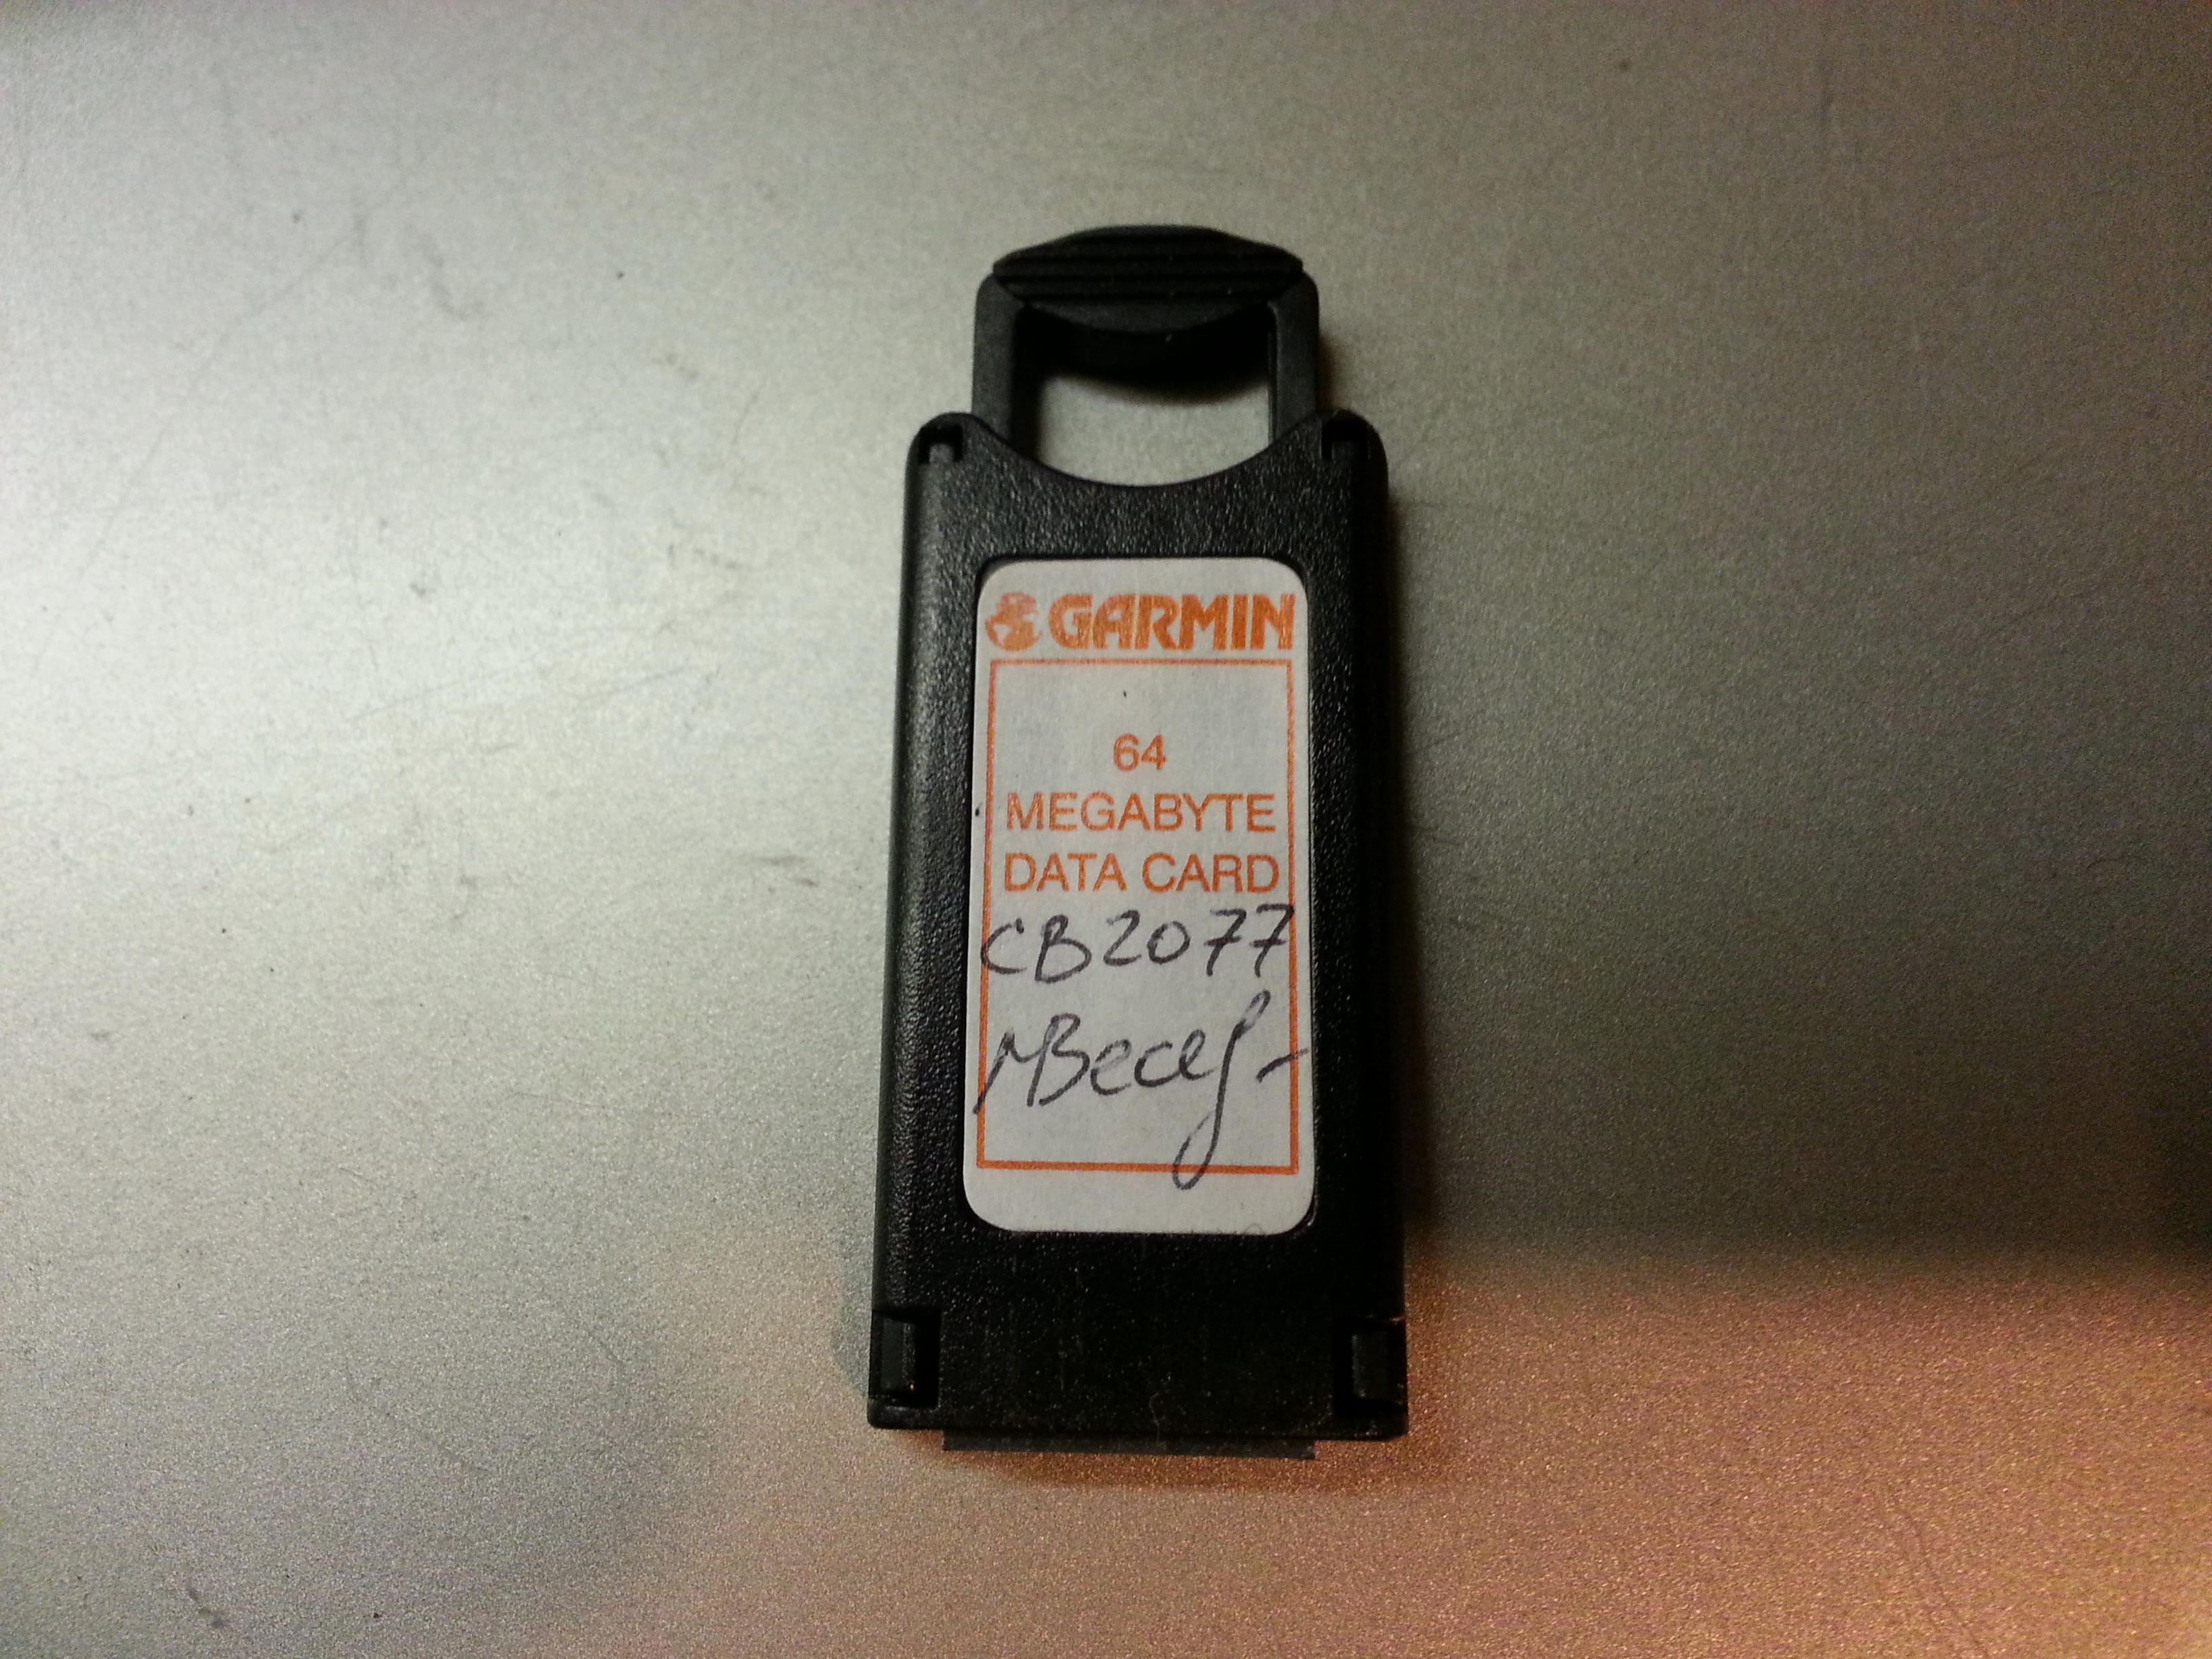 GARMIN
64
MEGABYTE
DATA CARD
CB2077